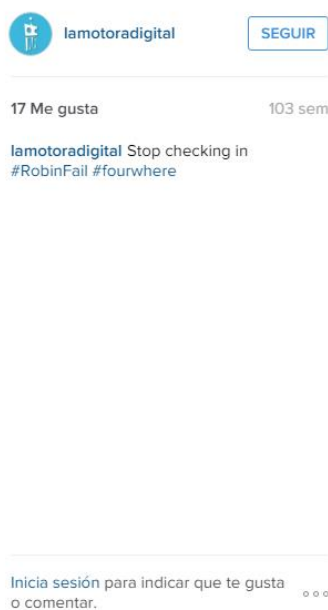 lamotoradigital
SEGUIR
17 Me gusta
103 sem
lamotoradigital Stop checking in
#RobinFail #fourwhere
Inicia sesión para indicar que te gusta
o comentar.